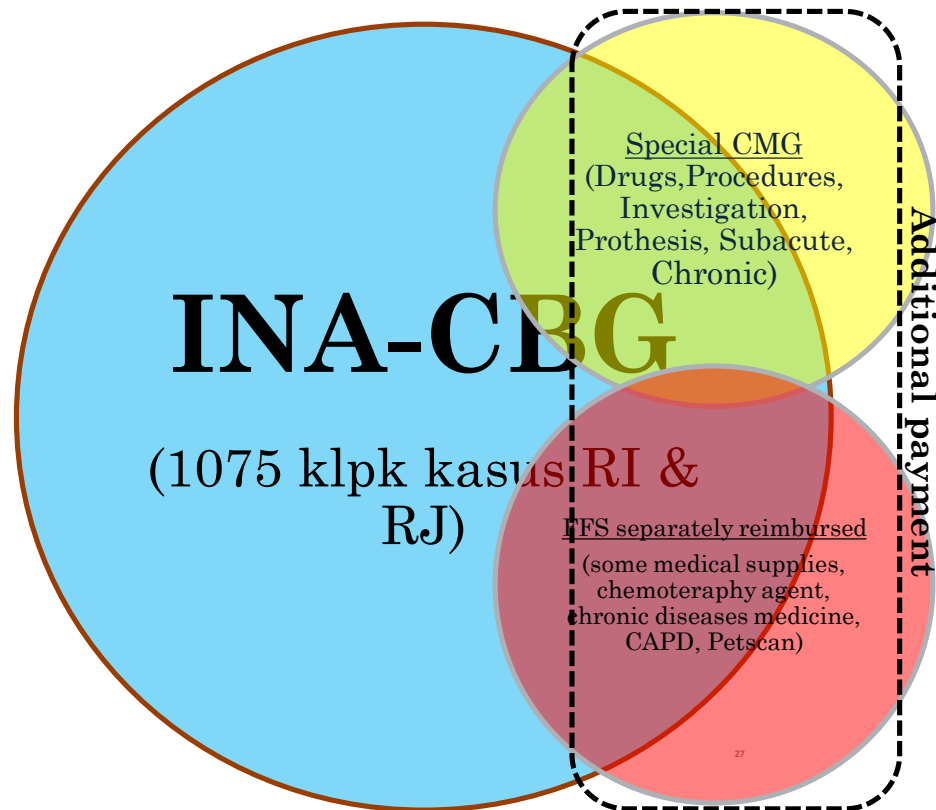 INA-CBG
(1075 klpk kasus RI &
RJ)
Special CMG
(Drugs,Procedures,
Investigation,
Prothesis, Subacute,
Chronic)
FFS separately reimbursed
(some medical supplies,
chemoteraphy agent,
chronic diseases medicine,
CAPD, Petscan)
Additional payment
27